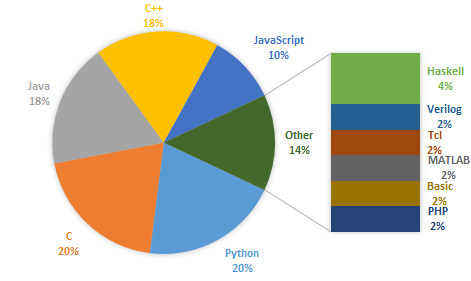 C++
18%
JavaScript
10%
Java
18%
Other
14%
C
20%
Python
20%
Haskell
4%
Verilog
2%
Tcl
2%
MATLAB
2%
Basic
2%
PHP
2%